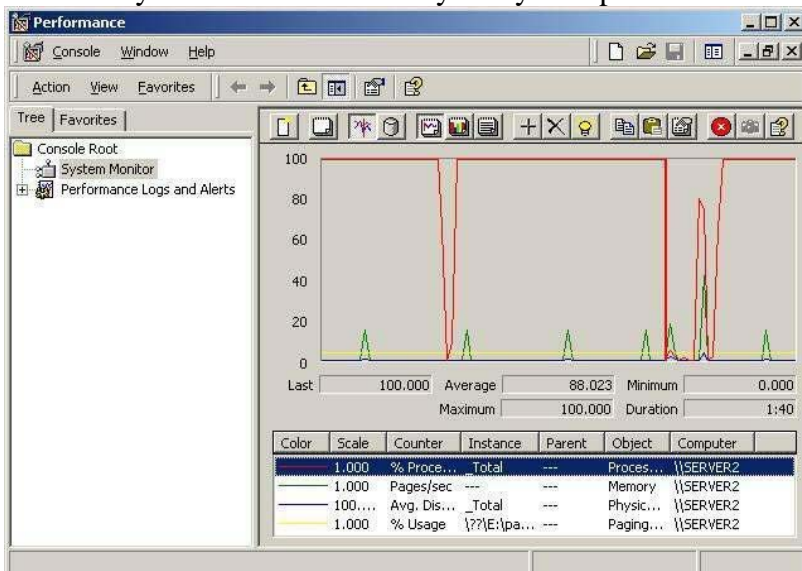 Performance
Console Window Help
Action View Favorites
Tree Favorites
Console Root
System Monitor
Performance Logs and Alerts
100
80
60
40
20
0
Last 100.000 Average 88.023 Minimum 0.000
Maximum 100.000 Duration 1:40
Color Scale Counter Instance Parent Object Computer
1.000 % Proce... _Total --- Proces... \\SERVER2
1.000 Pages/sec --- --- Memory \\SERVER2
100.... Avg. Dis... _Total --- Physic... \\SERVER2
1.000 % Usage \??\E:\pa... --- Paging... \\SERVER2